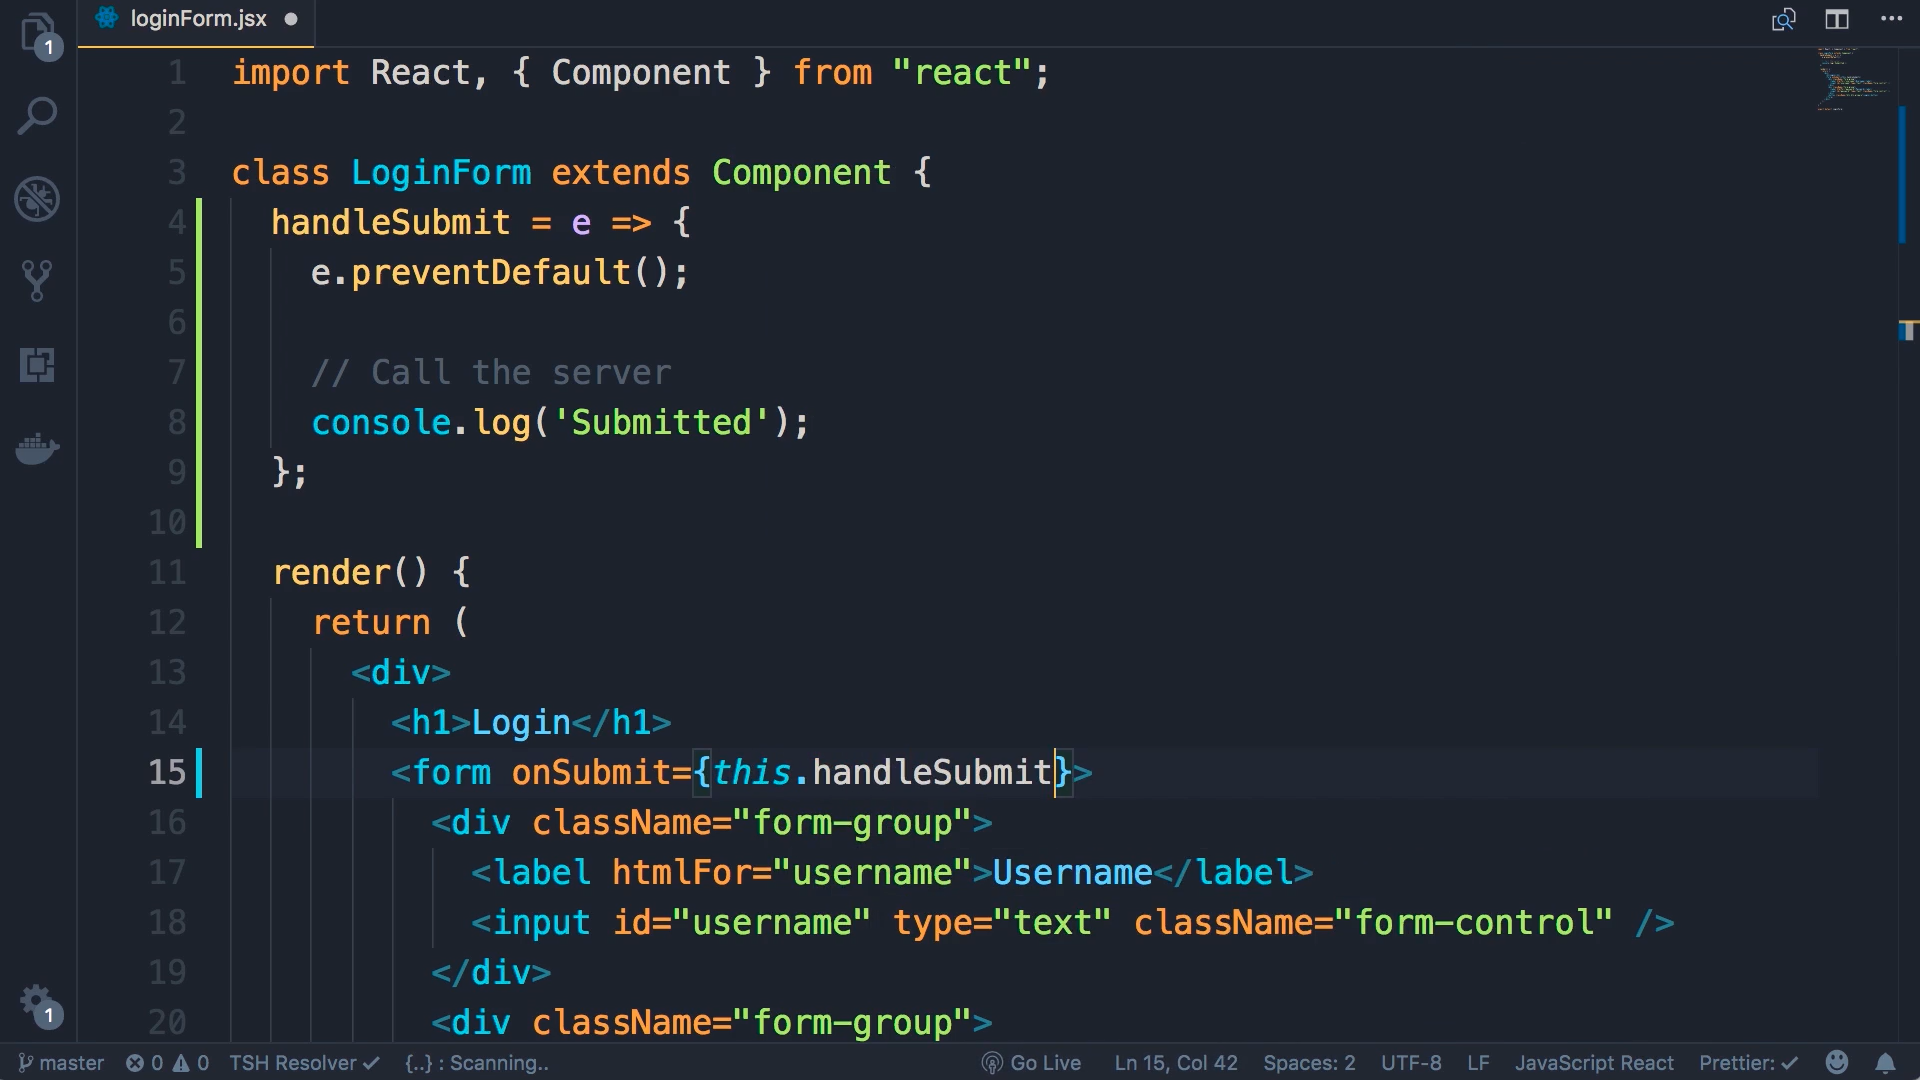 loginForm.jsx
1 import React, { Component } from "react";
2
3 class LoginForm extends Component {
4 handleSubmit = e => {
5 e.preventDefault();
6
7 // Call the server
8 console.log('Submitted');
9 };
10
11 render() {
12 return (
13 <div>
14 <h1>Login</h1>
15 <form onSubmit={this.handleSubmit}>
16 <div className="form-group">
17 <label htmlFor="username">Username</label>
18 <input id="username" type="text" className="form-control" />
19 </div>
20 <div className="form-group">
1
1
master 0 0 TSH Resolver ✓ {..} : Scanning.. Go Live Ln 15, Col 42 Spaces: 2 UTF-8 LF JavaScript React Prettier: ✓